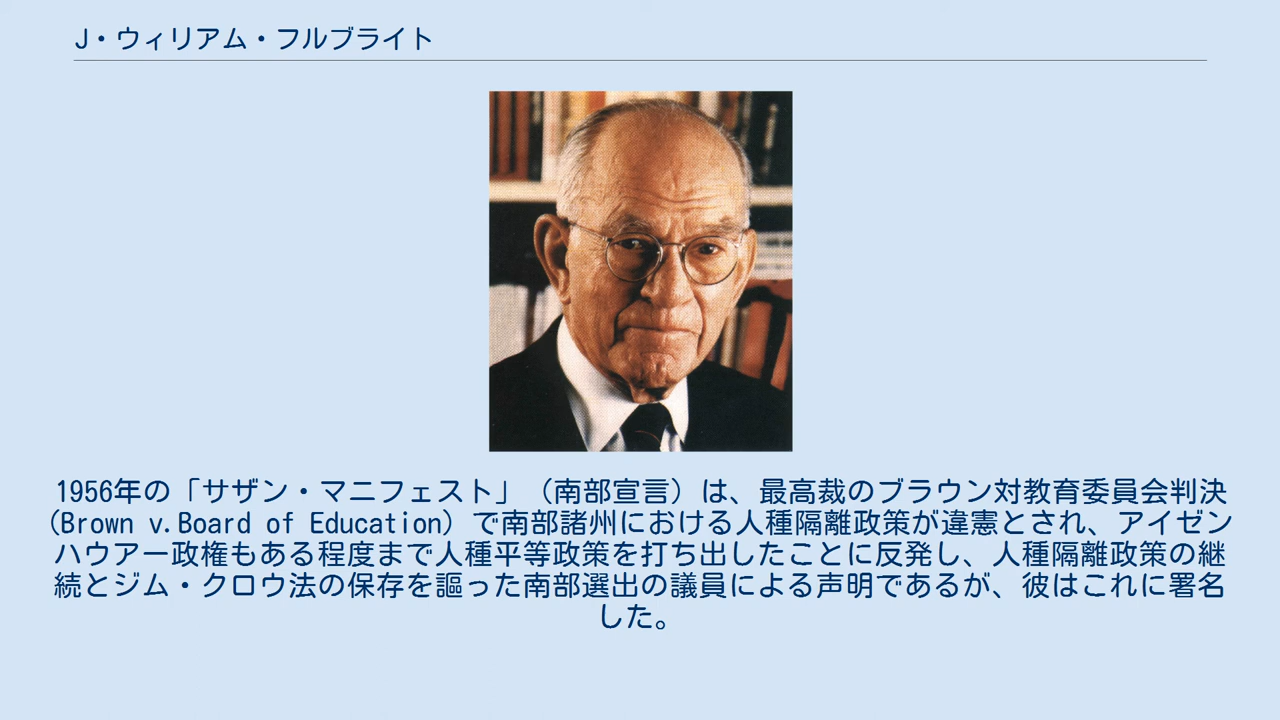 J・ウィリアム・フルブライト
1956年の「サザン・マニフェスト」（南部宣言）は、最高裁のブラウン対教育委員会判決
(Brown v.Board of Education）で南部諸州における人種隔離政策が違憲とされ、アイゼン
ハウアー政権もある程度まで人種平等政策を打ち出したことに反発し、人種隔離政策の継
続とジム・クロウ法の保存を謳った南部選出の議員による声明であるが、彼はこれに署名
した。